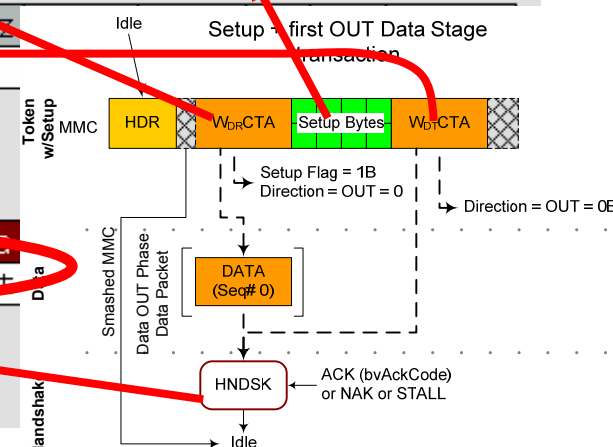 Idle
Setup + first OUT Data Stage
transaction
Token
w/Setup
MMC
HDR
WDRCTA
Setup Bytes
WDTCTA
Setup Flag = 1B
Direction = OUT = 0
Direction = OUT = 0B
Data
Smashed MMC
Data OUT Phase
Data Packet
DATA
(Seq# 0)
HNDSK
ACK (bvAckCode)
or NAK or STALL
andshak
Idle